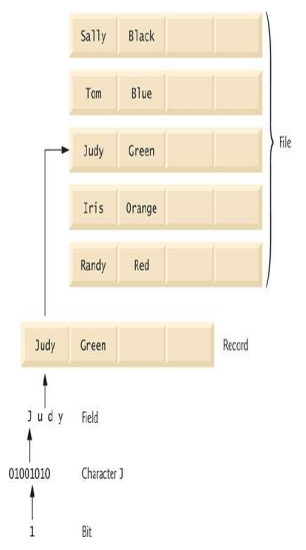 Sally Black
Tom Blue
Judy Green
File
Iris Orange
Randy Red
Judy Green
Record
J u d y Field
01001010 Character J
1 Bit